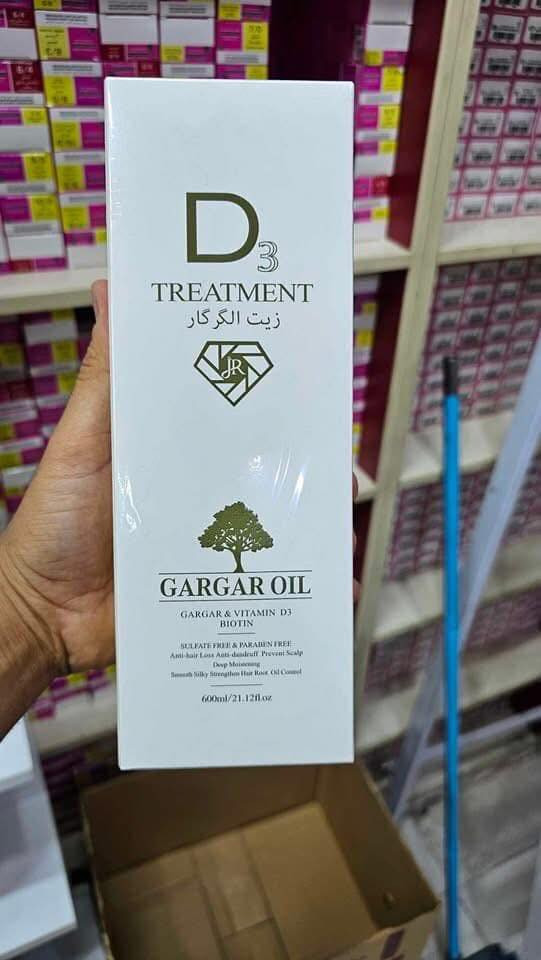 D3
TREATMENT
زيت الگرگار
JR
GARGAR OIL
GARGAR & VITAMIN D3
BIOTIN
SULFATE FREE & PARABEN FREE
Anti-hair Loss Anti-dandruff Prevent Scalp
Deep Moistening
Smooth Silky Strengthen Hair Root Oil Control
600ml/21.12fl.oz